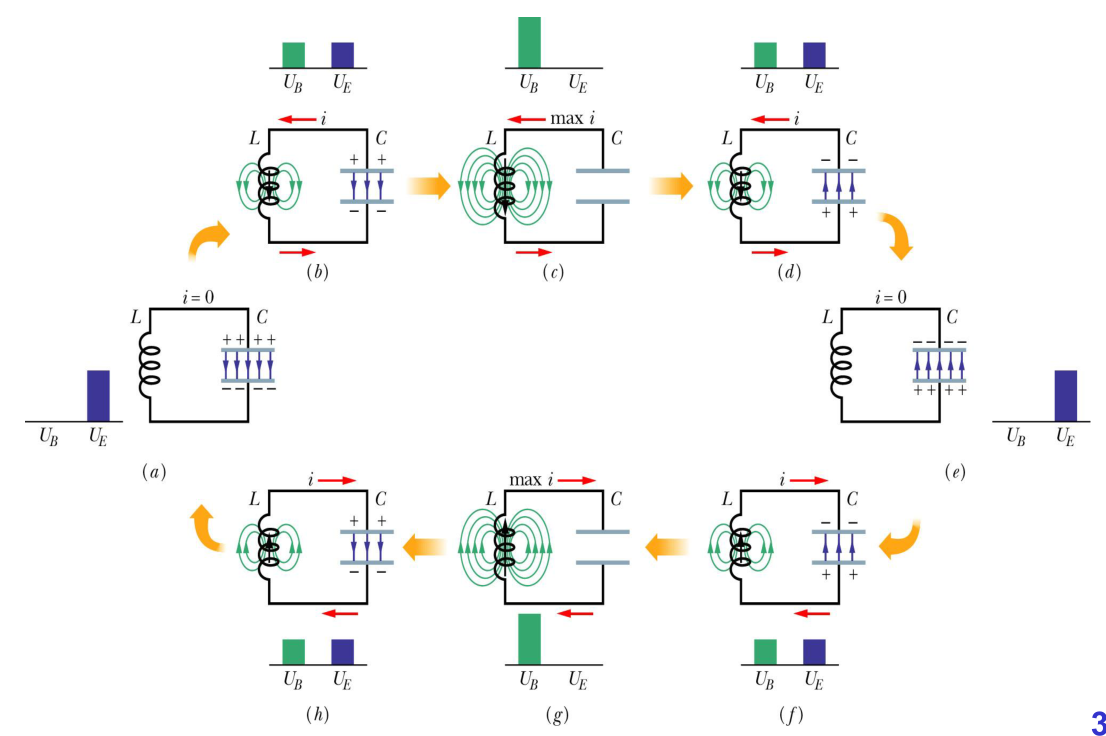 U_B U_E
i
L C
+ +
− −
(b)
U_B U_E
max i
L C
(c)
U_B U_E
i
L C
− −
+ +
(d)
i = 0
L C
+ + + +
− − − −
U_B U_E
(a)
i = 0
L C
− − − −
+ + + +
U_B U_E
(e)
i
L C
+ +
− −
U_B U_E
(h)
max i
L C
U_B U_E
(g)
i
L C
− −
+ +
U_B U_E
(f)
3